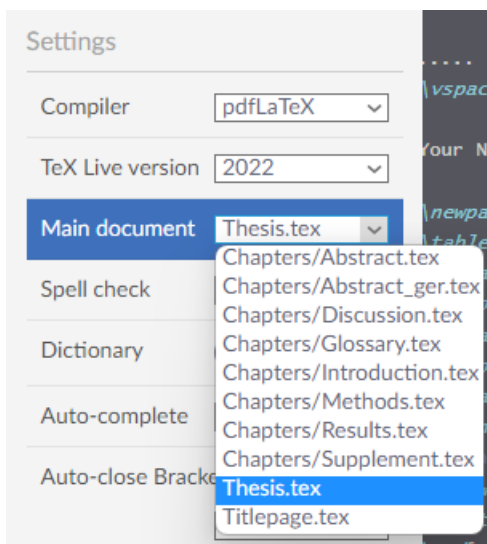 Settings
.....
\vspac
Compiler pdfLaTeX
Your N
TeX Live version 2022
\newpa
Main document Thesis.tex
\table
Chapters/Abstract.tex
Spell check Chapters/Abstract_ger.tex
Chapters/Discussion.tex
Dictionary Chapters/Glossary.tex
Chapters/Introduction.tex
Chapters/Methods.tex
Auto-complete Chapters/Results.tex
Chapters/Supplement.tex
Auto-close Brack
Thesis.tex
Titlepage.tex